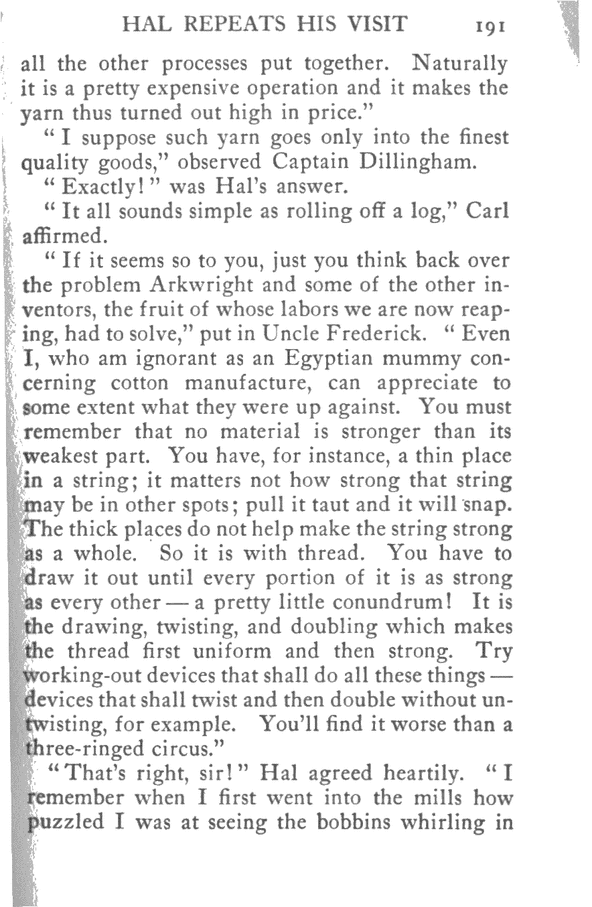 HAL REPEATS HIS VISIT 191
all the other processes put together. Naturally
it is a pretty expensive operation and it makes the
yarn thus turned out high in price.”
“ I suppose such yarn goes only into the finest
quality goods,” observed Captain Dillingham.
“ Exactly! ” was Hal’s answer.
“ It all sounds simple as rolling off a log,” Carl
affirmed.
“ If it seems so to you, just you think back over
the problem Arkwright and some of the other in-
ventors, the fruit of whose labors we are now reap-
ing, had to solve,” put in Uncle Frederick. “ Even
I, who am ignorant as an Egyptian mummy con-
cerning cotton manufacture, can appreciate to
some extent what they were up against. You must
remember that no material is stronger than its
weakest part. You have, for instance, a thin place
in a string; it matters not how strong that string
may be in other spots; pull it taut and it will snap.
The thick places do not help make the string strong
as a whole. So it is with thread. You have to
draw it out until every portion of it is as strong
as every other — a pretty little conundrum! It is
the drawing, twisting, and doubling which makes
the thread first uniform and then strong. Try
working-out devices that shall do all these things —
devices that shall twist and then double without un-
twisting, for example. You’ll find it worse than a
three-ringed circus.”
“ That’s right, sir! ” Hal agreed heartily. “ I
remember when I first went into the mills how
puzzled I was at seeing the bobbins whirling in